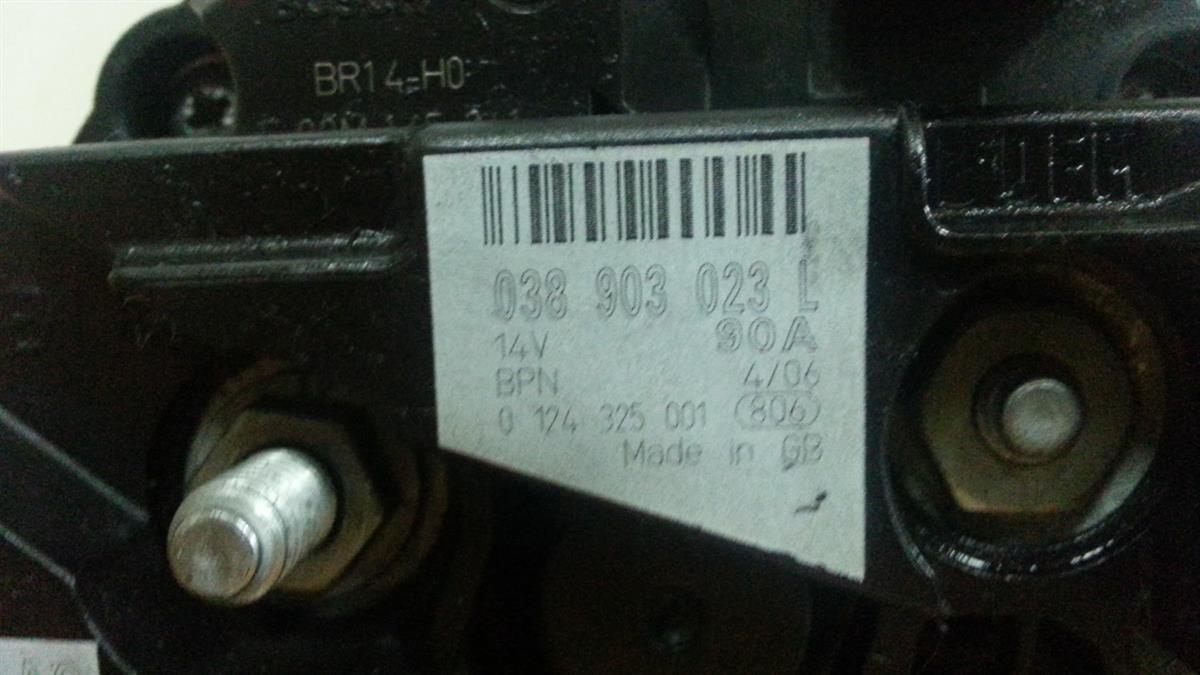 BR14-H0
038 903 023 L
14V 90A
BPN 4/06
0 124 325 001 806
Made in GB